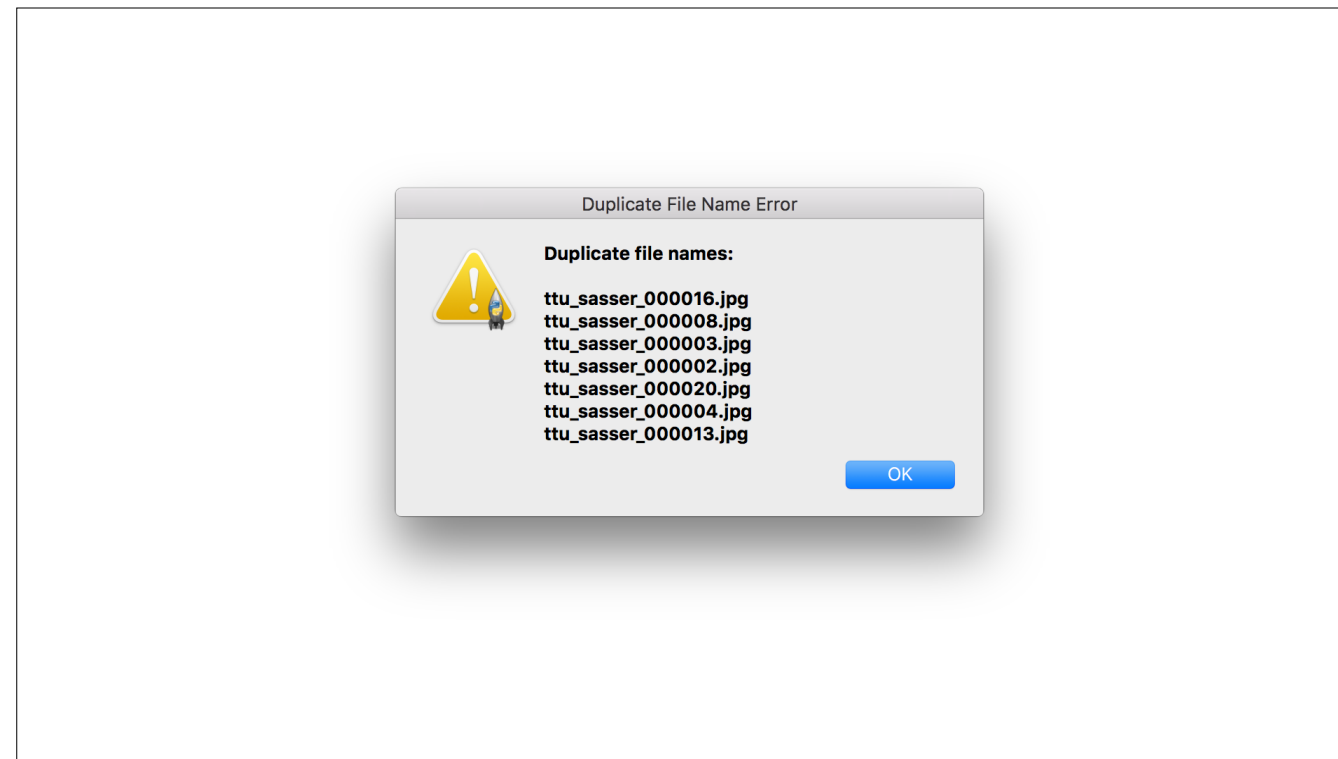 Duplicate File Name Error
Duplicate file names:
ttu_sasser_000016.jpg
ttu_sasser_000008.jpg
ttu_sasser_000003.jpg
ttu_sasser_000002.jpg
ttu_sasser_000020.jpg
ttu_sasser_000004.jpg
ttu_sasser_000013.jpg
OK